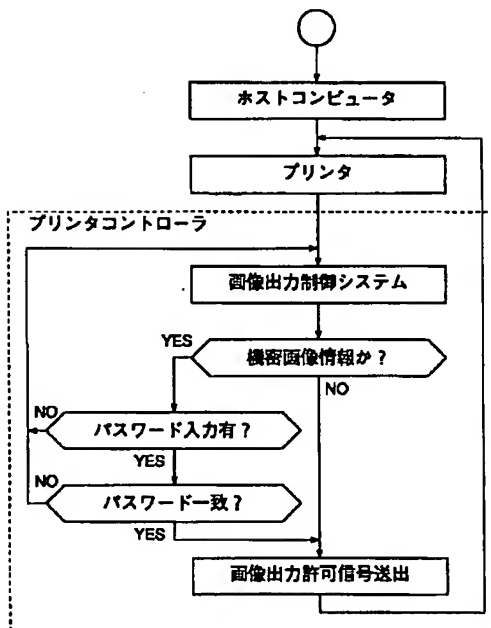 ホストコンピュータ
プリンタ
プリンタコントローラ
画像出力制御システム
機密画像情報か?
YES
NO
パスワード入力有?
NO
YES
パスワード一致?
NO
YES
画像出力許可信号送出